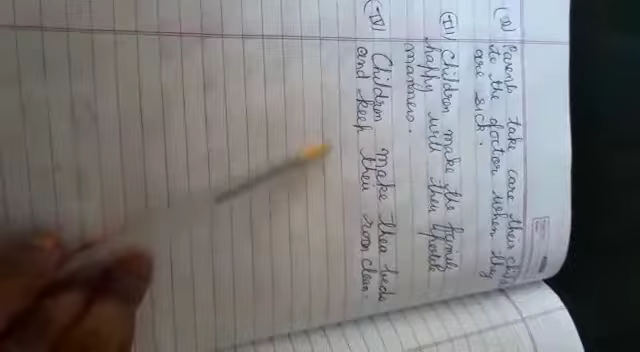 (II) Parents take care their child
to the doctor when they
are sick.
(III) Children make the family
happy with their
manners.
(IV) Children make their beds
and keep their room clean.